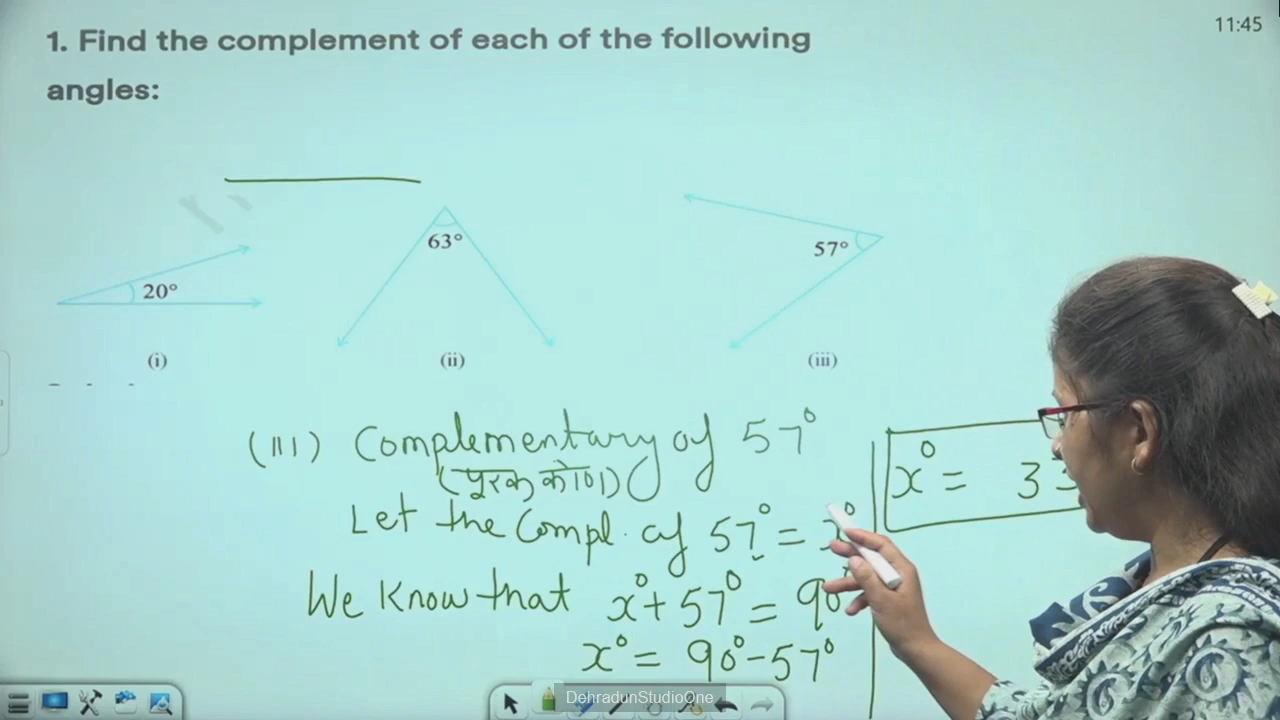 11:45
1. Find the complement of each of the following
angles:
20°
63°
57°
(i)
(ii)
(iii)
(III) Complementary of 57°
(पूरक कोण)
Let the Compl. of 57° = x°
We Know that x° + 57° = 90°
x° = 90° - 57°
x° = 33
DehradunStudioOne